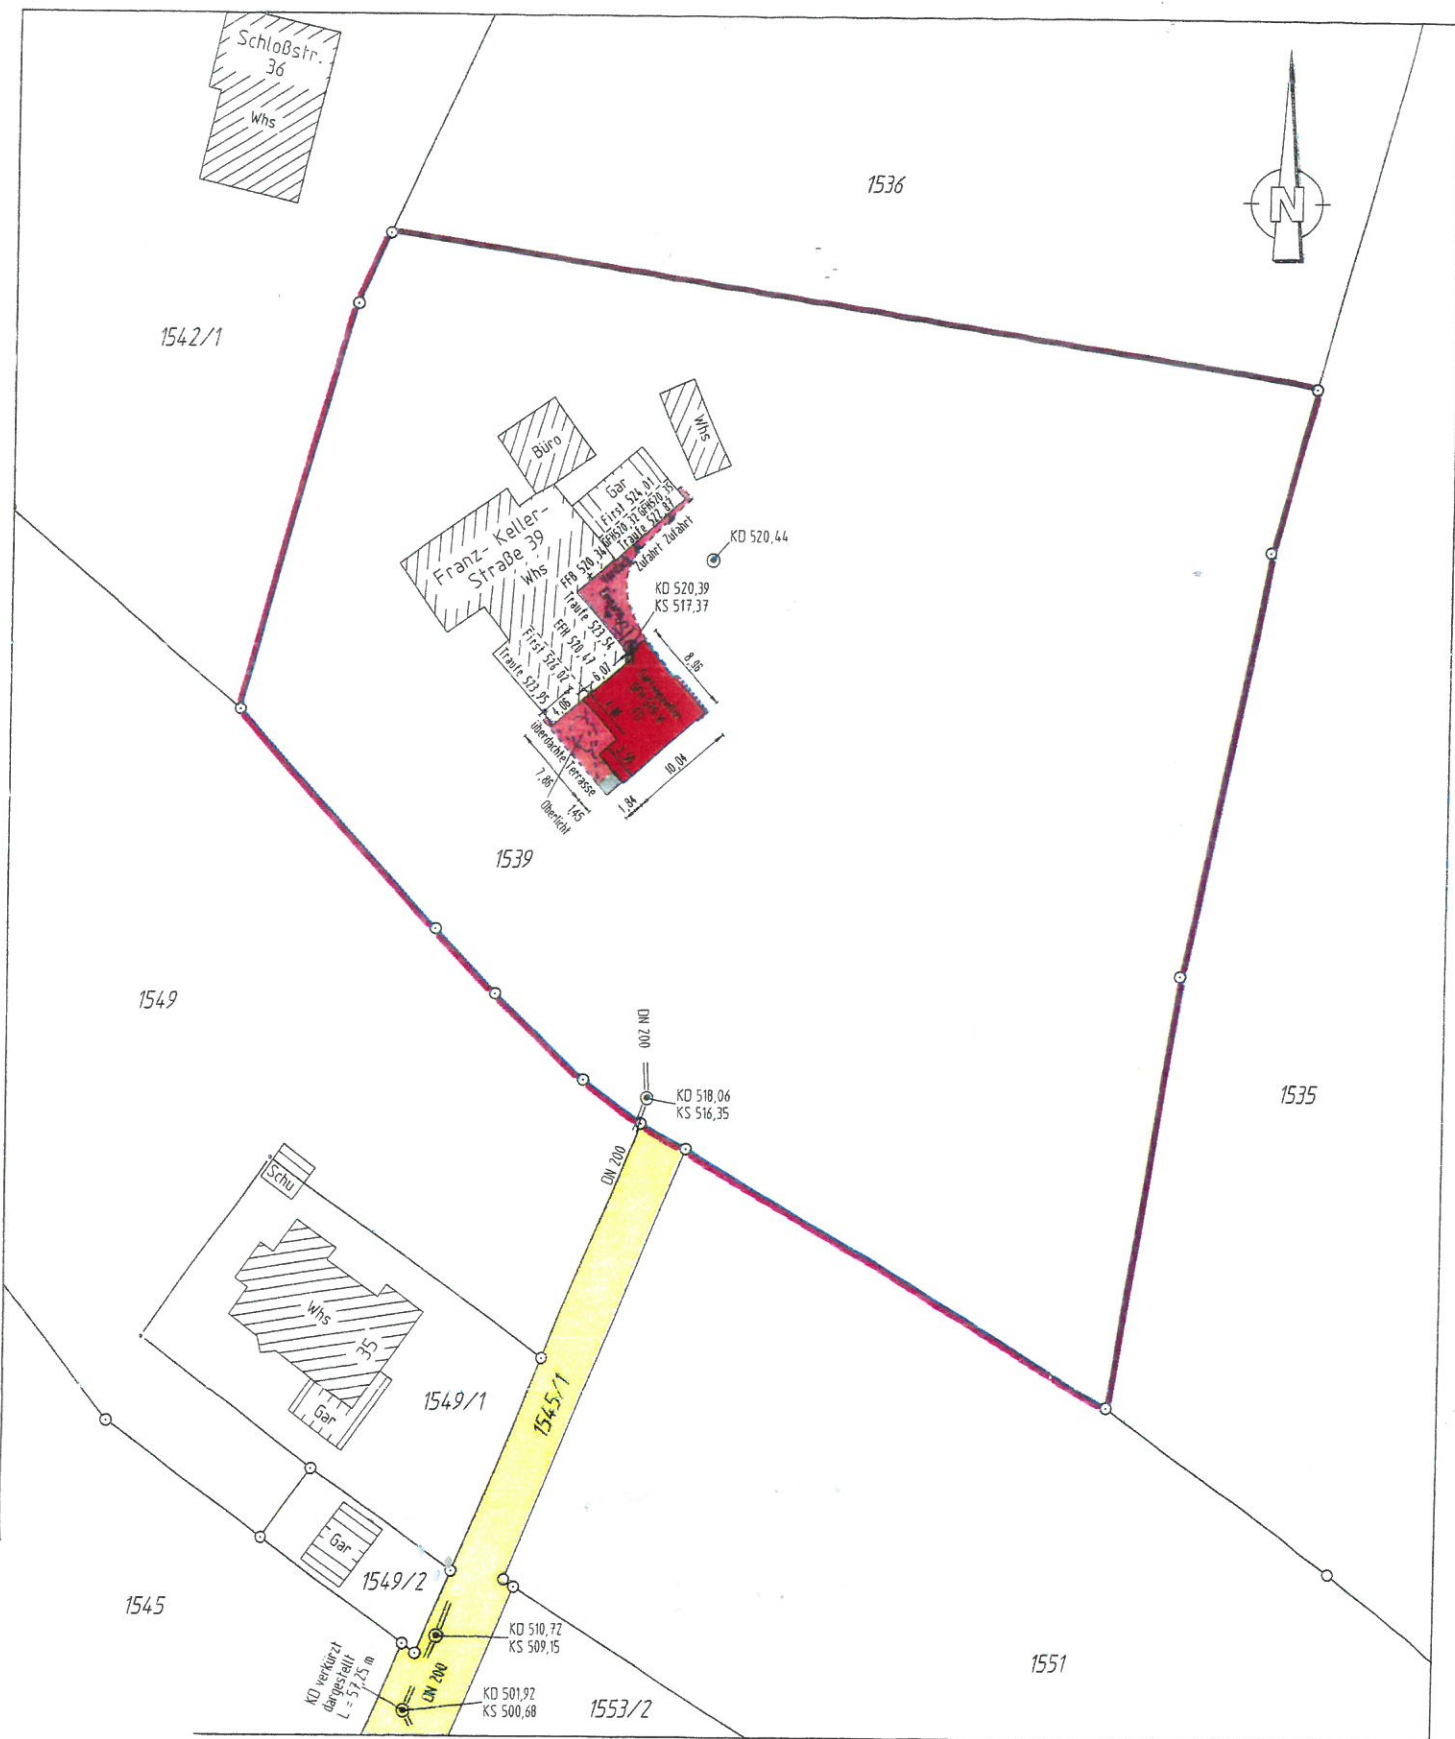 Schloßstr.
36
Whs
1536
N
1542/1
Büro
Whs
Gar
First 524,01
Traufe 522,87
Franz-Keller-
Straße 39
Whs
FFB 520,34
Zufahrt Zufahrt
KD 520,44
KD 520,39
KS 517,37
Traufe 523,54
EFH 520,47
First 526,02
Traufe 523,95
6,07
4,06
8,96
10,04
1,84
überdachte Terrasse
7,86
1,45
Oberlicht
1539
1549
DN 200
KD 518,06
KS 516,35
DN 200
1535
Schu
Whs
35
Gar
1549/1
1545/1
Gar
1549/2
1545
KD 510,72
KS 509,15
DN 200
KD verkürzt
dargestellt
L = 57,25 m
KD 501,92
KS 500,68
1553/2
1551